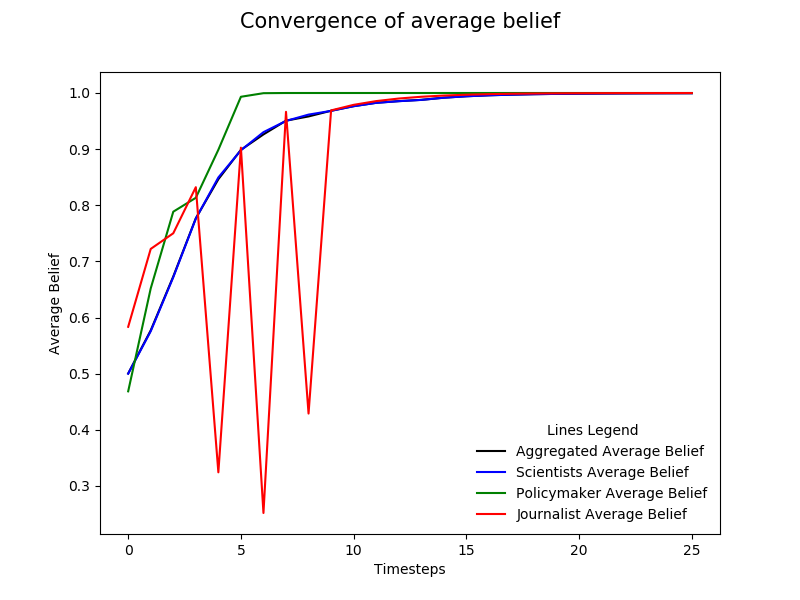 Convergence of average belief
1.0
0.9
0.8
0.7
0.6
0.5
0.4
0.3
Average Belief
Lines Legend
Aggregated Average Belief
Scientists Average Belief
Policymaker Average Belief
Journalist Average Belief
0 5 10 15 20 25
Timesteps